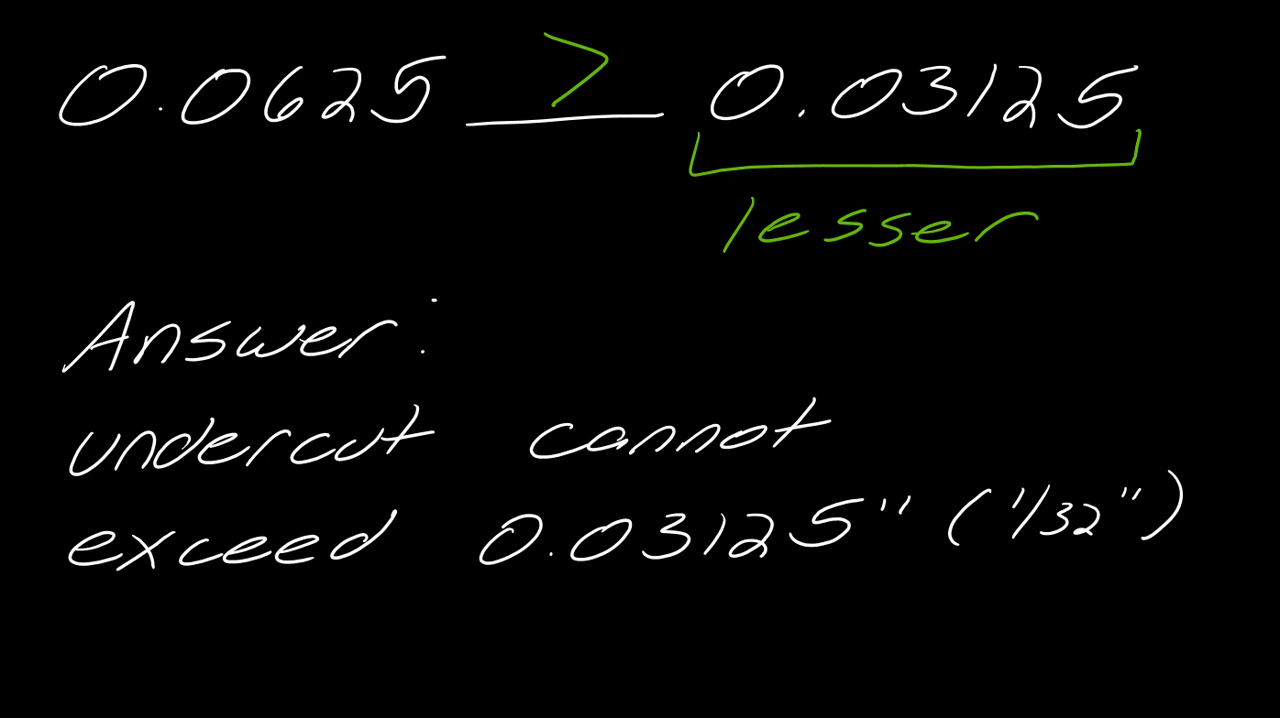 0.0625 > 0.03125
lesser
Answer:
undercut cannot
exceed 0.03125" (1/32")